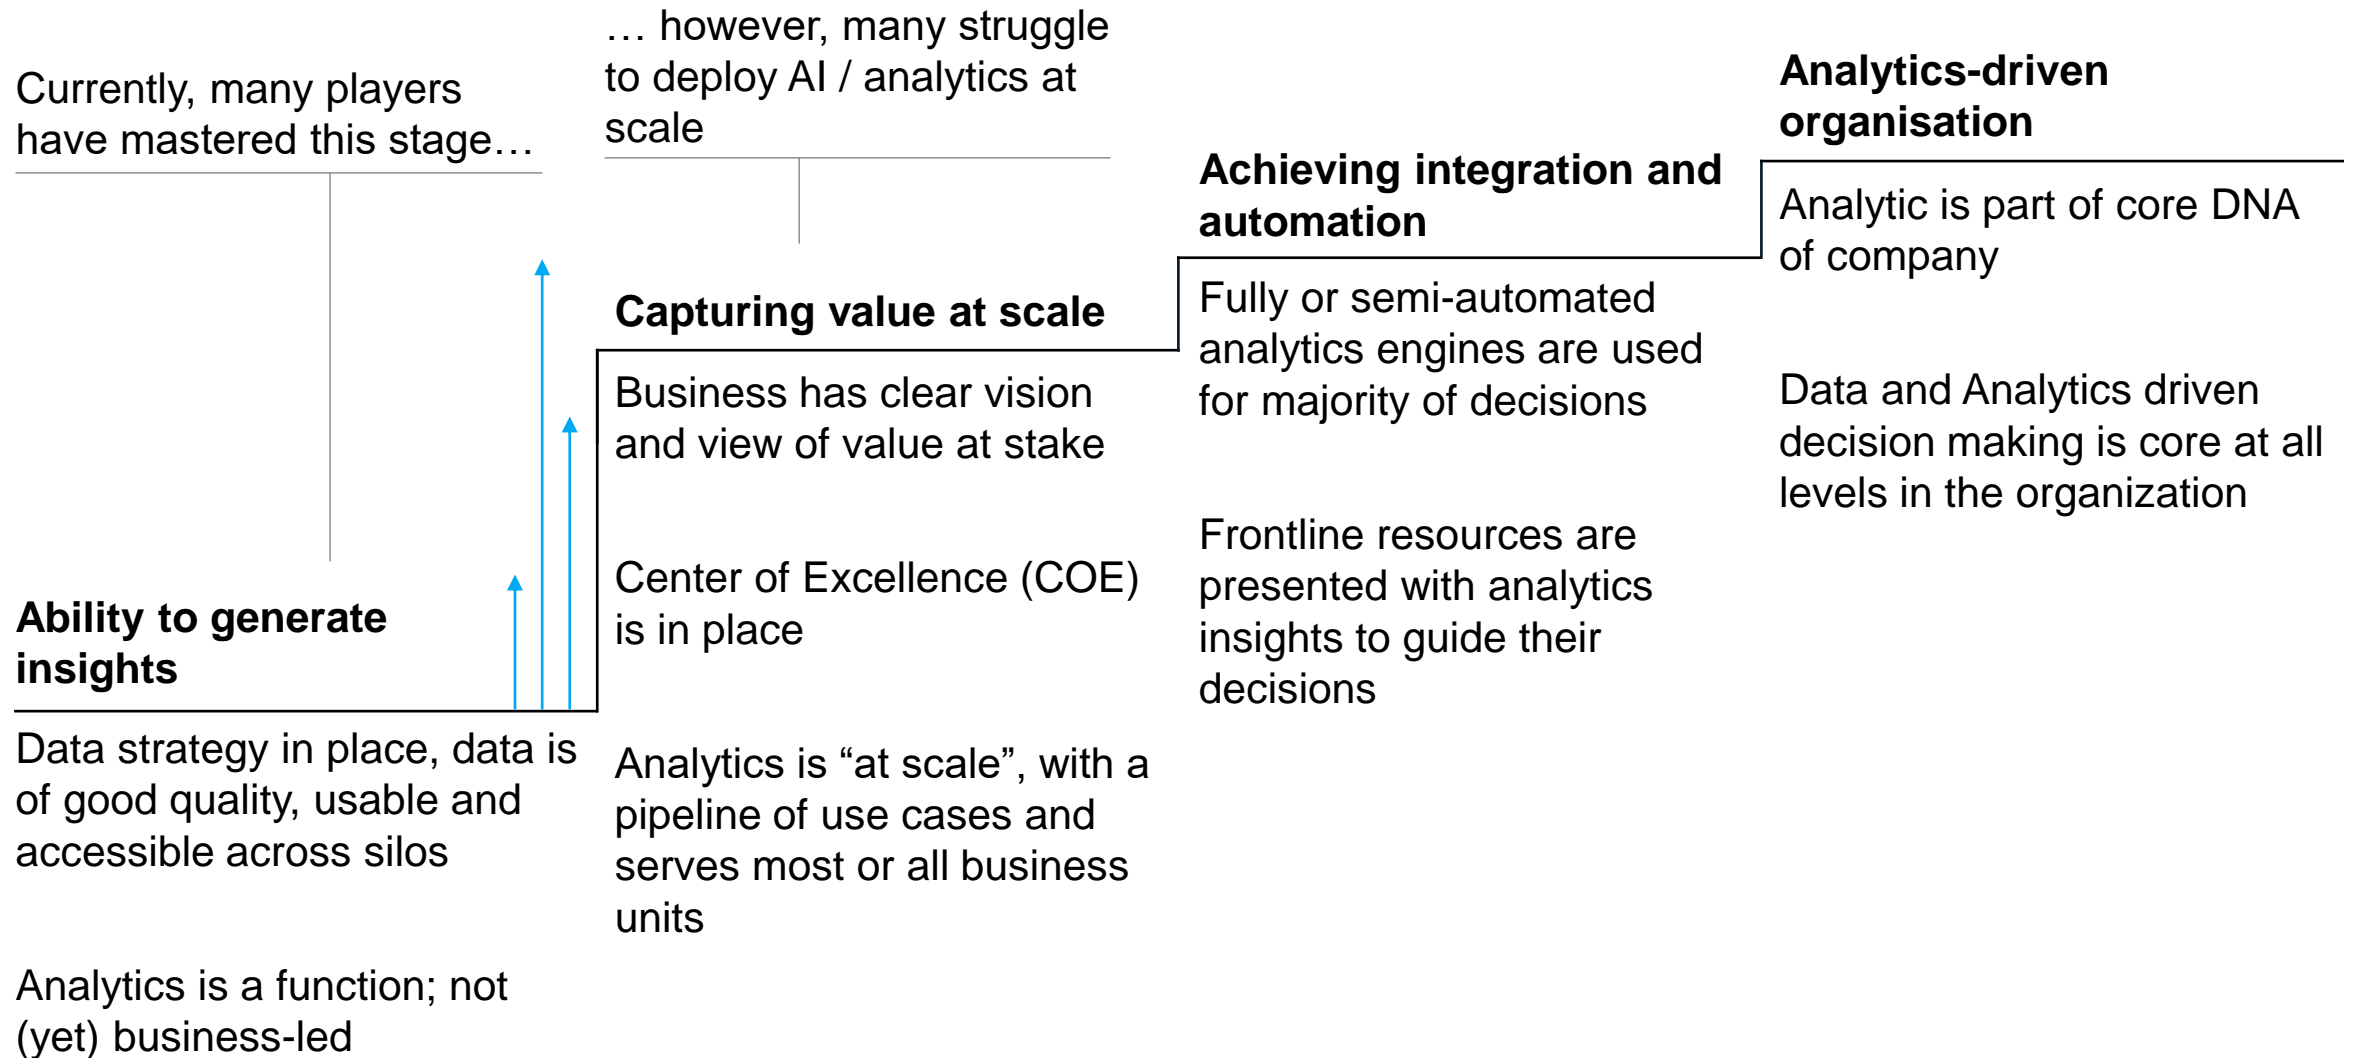 Currently, many players
have mastered this stage…
… however, many struggle
to deploy AI / analytics at
scale
Ability to generate
insights
Data strategy in place, data is
of good quality, usable and
accessible across silos
Analytics is a function; not
(yet) business-led
Capturing value at scale
Business has clear vision
and view of value at stake
Center of Excellence (COE)
is in place
Analytics is “at scale”, with a
pipeline of use cases and
serves most or all business
units
Achieving integration and
automation
Fully or semi-automated
analytics engines are used
for majority of decisions
Frontline resources are
presented with analytics
insights to guide their
decisions
Analytics-driven
organisation
Analytic is part of core DNA
of company
Data and Analytics driven
decision making is core at all
levels in the organization